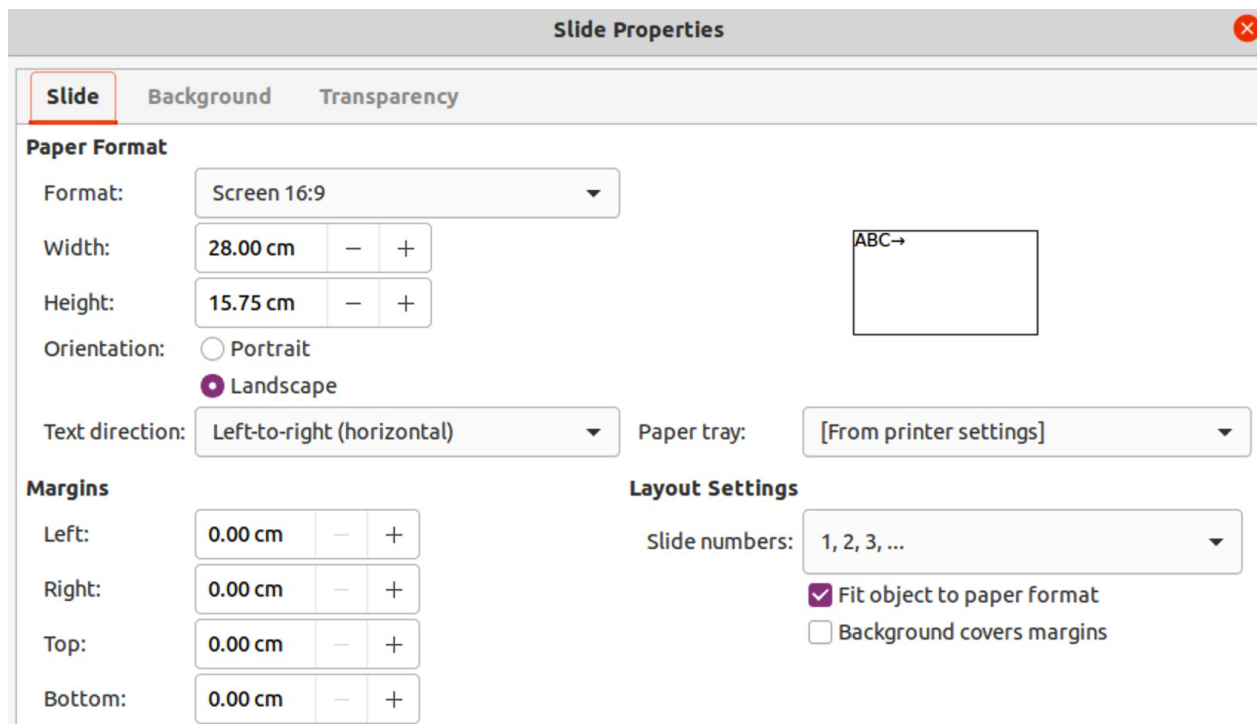 Slide Properties
Slide Background Transparency
Paper Format
Format: Screen 16:9
Width: 28.00 cm
ABC→
Height: 15.75 cm
Orientation: Portrait
Landscape
Text direction: Left-to-right (horizontal) Paper tray: [From printer settings]
Margins Layout Settings
Left: 0.00 cm
Slide numbers: 1, 2, 3, ...
Right: 0.00 cm
Fit object to paper format
Top: 0.00 cm
Background covers margins
Bottom: 0.00 cm